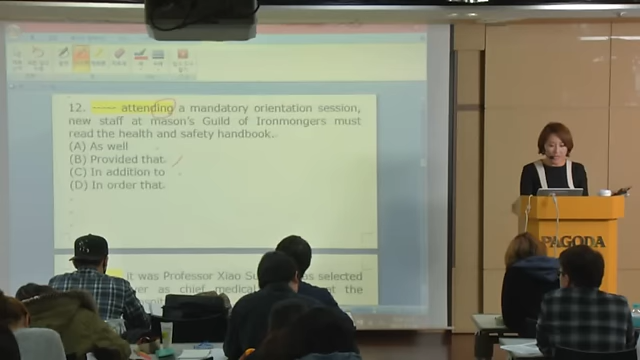 12. ------- attending a mandatory orientation session,
new staff at mason's Guild of Ironmongers must
read the health and safety handbook.
(A) As well
(B) Provided that
(C) In addition to
(D) In order that
it was Professor Xiao
selected
as chief medical
the
PAGODA